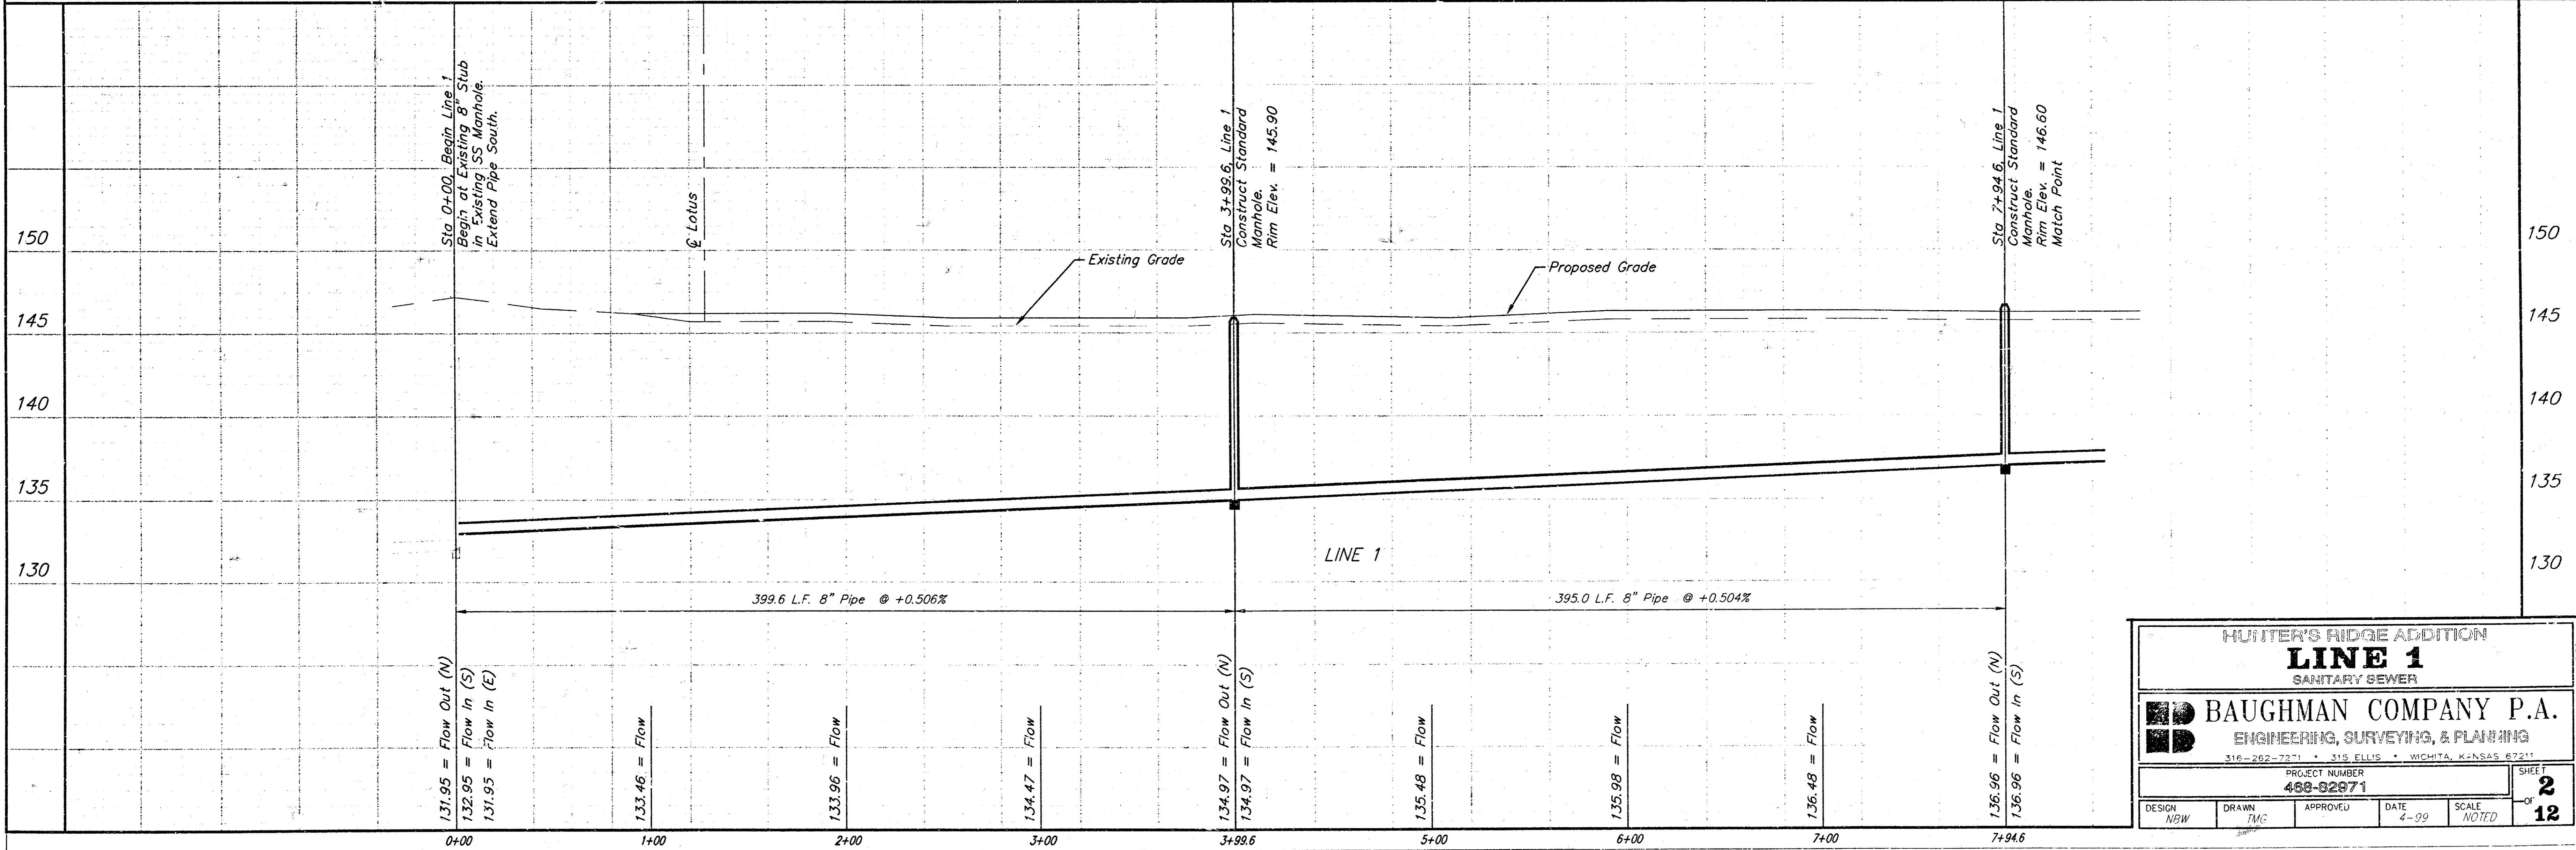 Sta 0+00, Begin Line 1
Begin at Existing 8" Stub
in Existing SS Manhole.
Extend Pipe South.
℄ Lotus
Sta 3+99.6, Line 1
Construct Standard
Manhole.
Rim Elev. = 145.90
Sta 7+94.6, Line 1
Construct Standard
Manhole.
Rim Elev. = 146.60
Match Point
150
145
140
135
130
150
145
140
135
130
Existing Grade
Proposed Grade
LINE 1
399.6 L.F. 8" Pipe @ +0.506%
395.0 L.F. 8" Pipe @ +0.504%
131.95 = Flow Out (N)
132.95 = Flow In (S)
131.95 = Flow In (E)
133.46 = Flow
133.96 = Flow
134.47 = Flow
134.97 = Flow Out (N)
134.97 = Flow In (S)
135.48 = Flow
135.98 = Flow
136.48 = Flow
136.96 = Flow Out (N)
136.96 = Flow In (S)
0+00
1+00
2+00
3+00
3+99.6
5+00
6+00
7+00
7+94.6
HUNTER'S RIDGE ADDITION
LINE 1
SANITARY SEWER
BAUGHMAN COMPANY P.A.
ENGINEERING, SURVEYING, & PLANNING
316-262-7271 • 315 ELLIS • WICHITA, KANSAS 67211
PROJECT NUMBER
468-82971
SHEET
2
OF
12
DESIGN
NBW
DRAWN
TMG
APPROVED
DATE
4-99
SCALE
NOTED